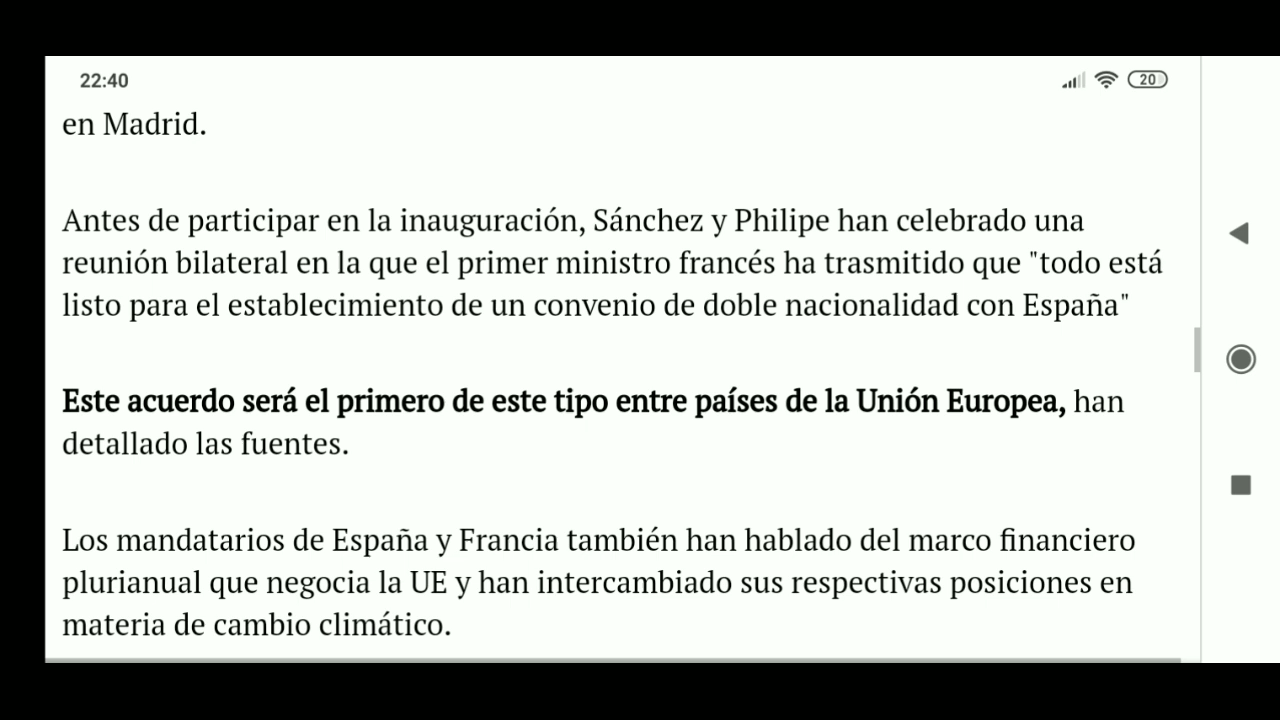 22:40
20
en Madrid.
Antes de participar en la inauguración, Sánchez y Philipe han celebrado una
reunión bilateral en la que el primer ministro francés ha trasmitido que "todo está
listo para el establecimiento de un convenio de doble nacionalidad con España"
Este acuerdo será el primero de este tipo entre países de la Unión Europea, han
detallado las fuentes.
Los mandatarios de España y Francia también han hablado del marco financiero
plurianual que negocia la UE y han intercambiado sus respectivas posiciones en
materia de cambio climático.